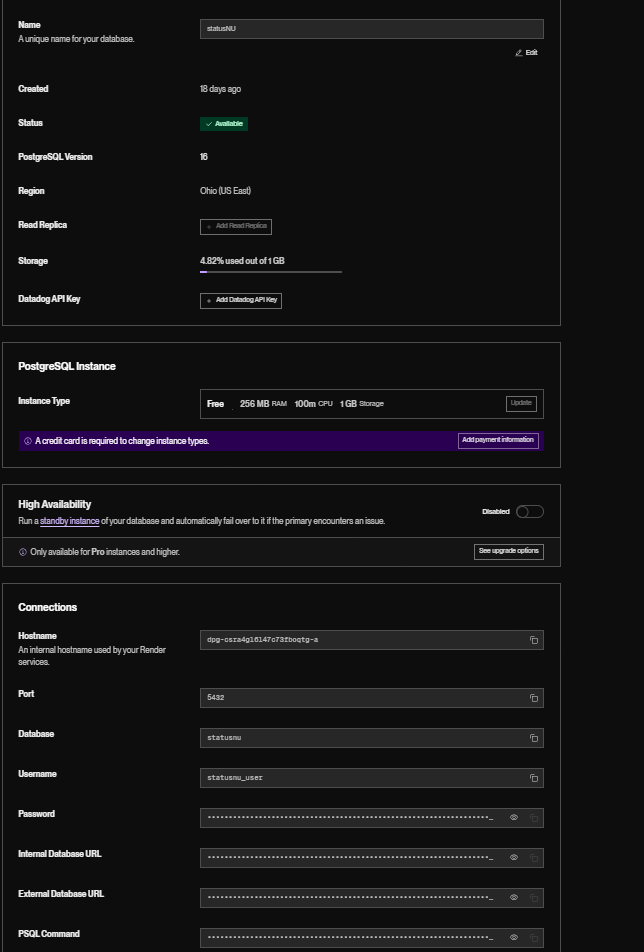 Name
A unique name for your database.
statusNU
Edit
Created
18 days ago
Status
Available
PostgreSQL Version
16
Region
Ohio (US East)
Read Replica
Add Read Replica
Storage
4.82% used out of 1 GB
Datadog API Key
Add Datadog API Key
PostgreSQL Instance
Instance Type
Free 256 MB RAM 100m CPU 1 GB Storage
Update
A credit card is required to change instance types.
Add payment information
High Availability
Run a standby instance of your database and automatically fail over to it if the primary encounters an issue.
Disabled
Only available for Pro instances and higher.
See upgrade options
Connections
Hostname
An internal hostname used by your Render
services.
dpg-csra4g16l47c73fboqtg-a
Port
5432
Database
statusnu
Username
statusnu_user
Password
Internal Database URL
External Database URL
PSQL Command